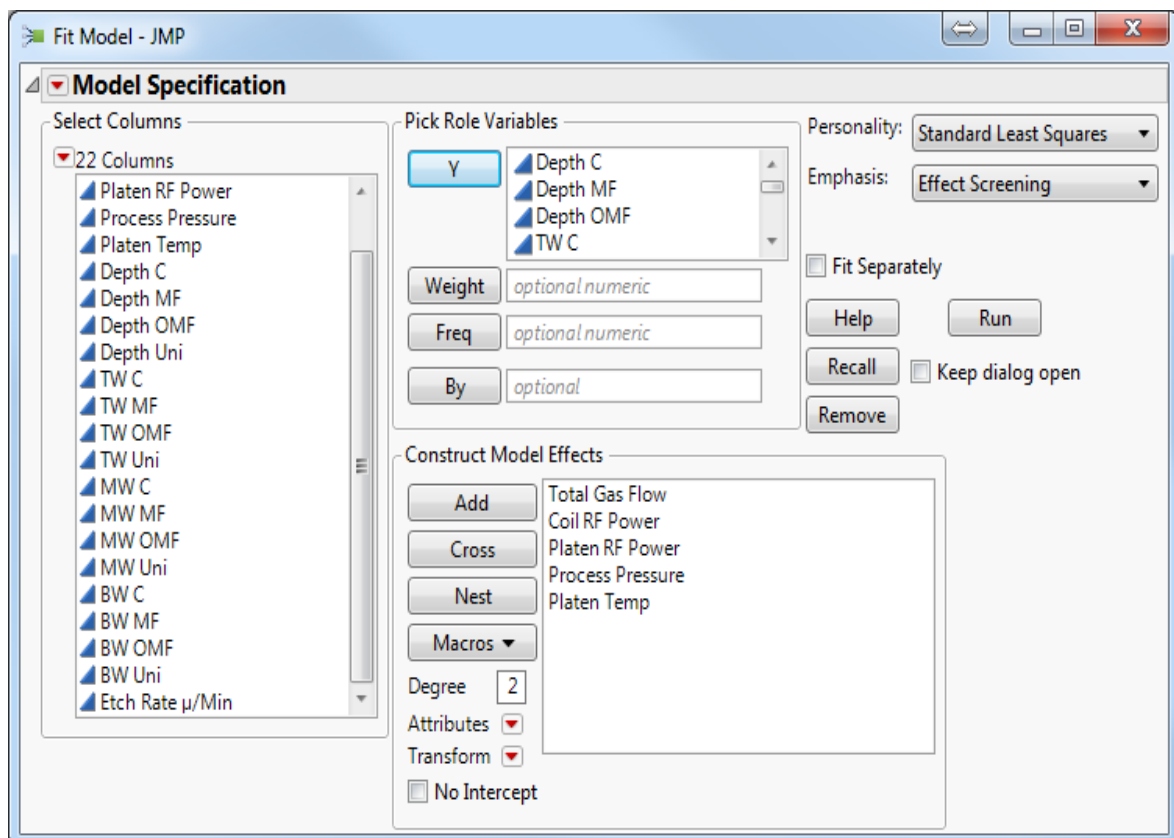 Fit Model - JMP
Model Specification
Select Columns
22 Columns
Platen RF Power
Process Pressure
Platen Temp
Depth C
Depth MF
Depth OMF
Depth Uni
TW C
TW MF
TW OMF
TW Uni
MW C
MW MF
MW OMF
MW Uni
BW C
BW MF
BW OMF
BW Uni
Etch Rate µ/Min
Pick Role Variables
Y
Depth C
Depth MF
Depth OMF
TW C
Weight optional numeric
Freq optional numeric
By optional
Personality: Standard Least Squares
Emphasis: Effect Screening
Fit Separately
Help Run
Recall Keep dialog open
Remove
Construct Model Effects
Add
Cross
Nest
Macros
Degree 2
Attributes
Transform
No Intercept
Total Gas Flow
Coil RF Power
Platen RF Power
Process Pressure
Platen Temp